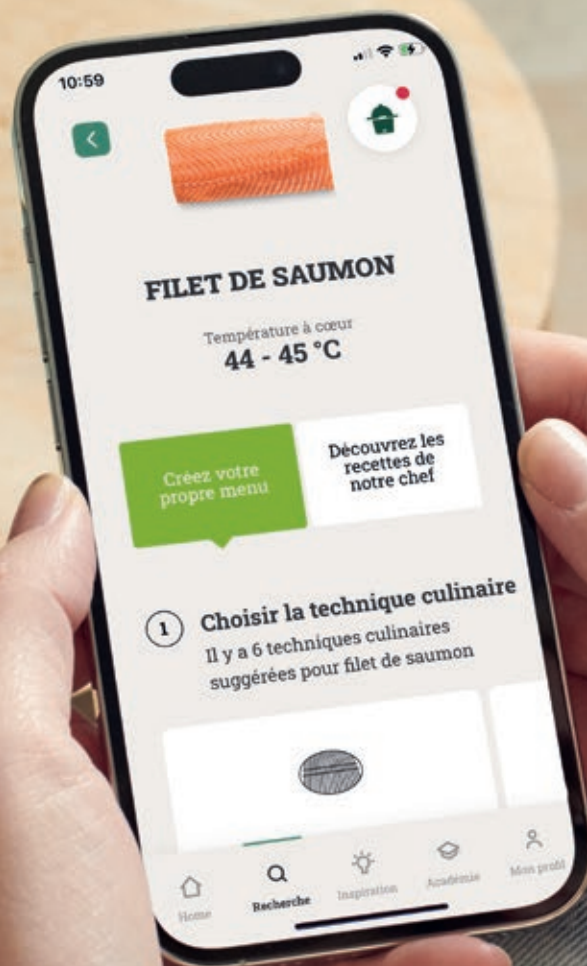 10:59
FILET DE SAUMON
Température à cœur
44 - 45 °C
Créez votre
propre menu
Découvrez les
recettes de
notre chef
1 Choisir la technique culinaire
Il y a 6 techniques culinaires
suggérées pour filet de saumon
Home
Recherche
Inspiration
Académie
Mon profil